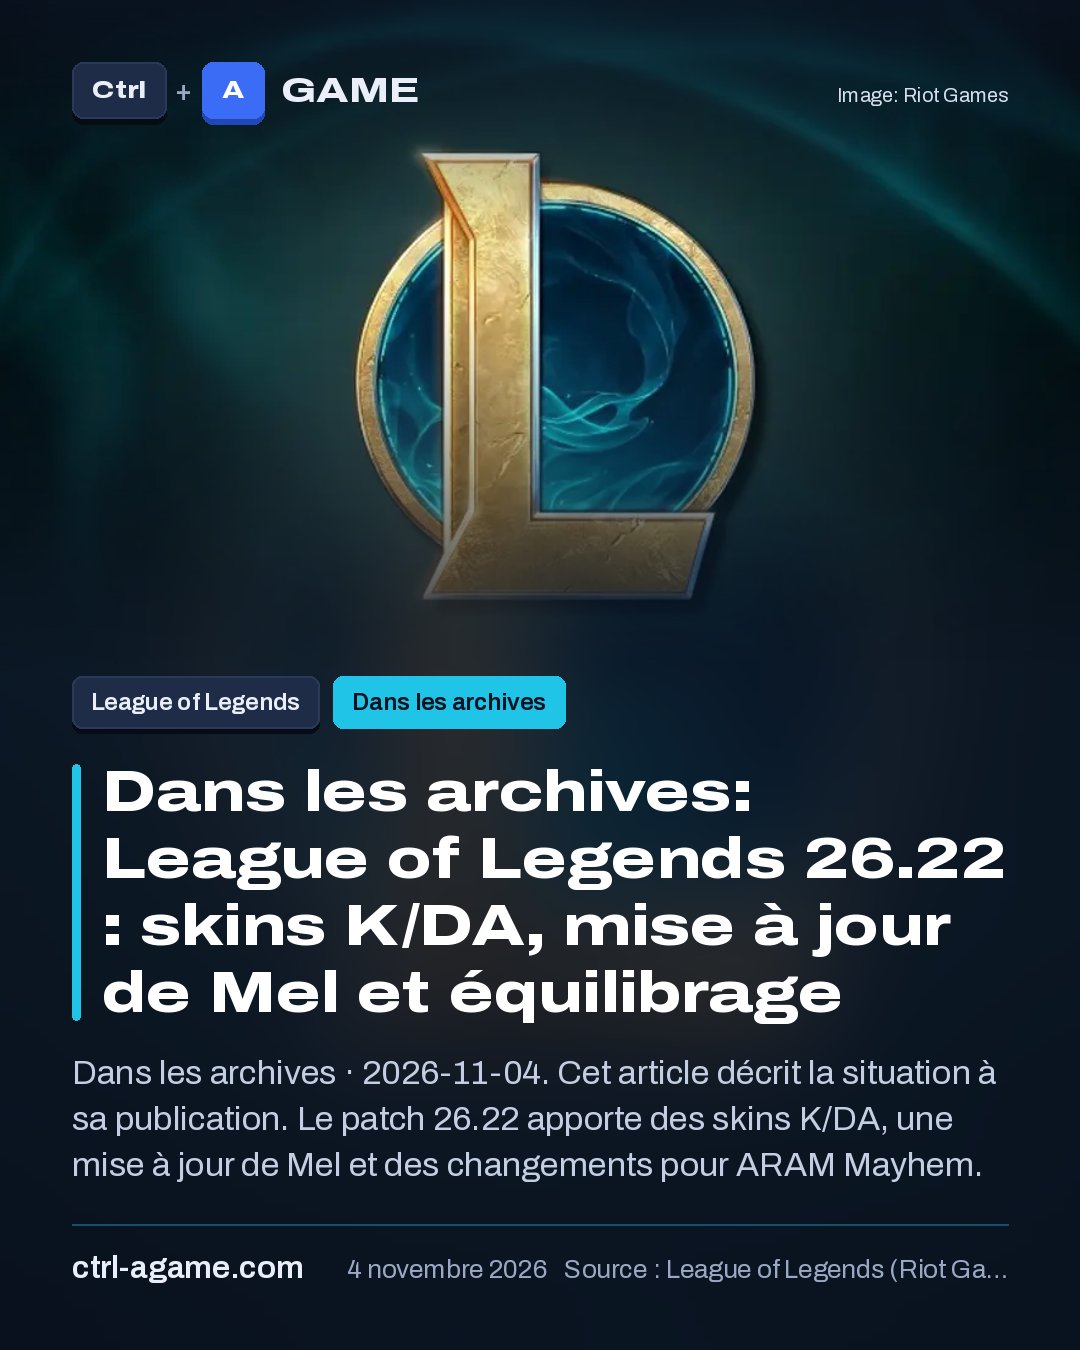 Ctrl + A GAME
Image: Riot Games
League of Legends
Dans les archives
Dans les archives:
League of Legends 26.22
: skins K/DA, mise à jour
de Mel et équilibrage
Dans les archives · 2026-11-04. Cet article décrit la situation à
sa publication. Le patch 26.22 apporte des skins K/DA, une
mise à jour de Mel et des changements pour ARAM Mayhem.
ctrl-agame.com
4 novembre 2026 Source : League of Legends (Riot Ga...